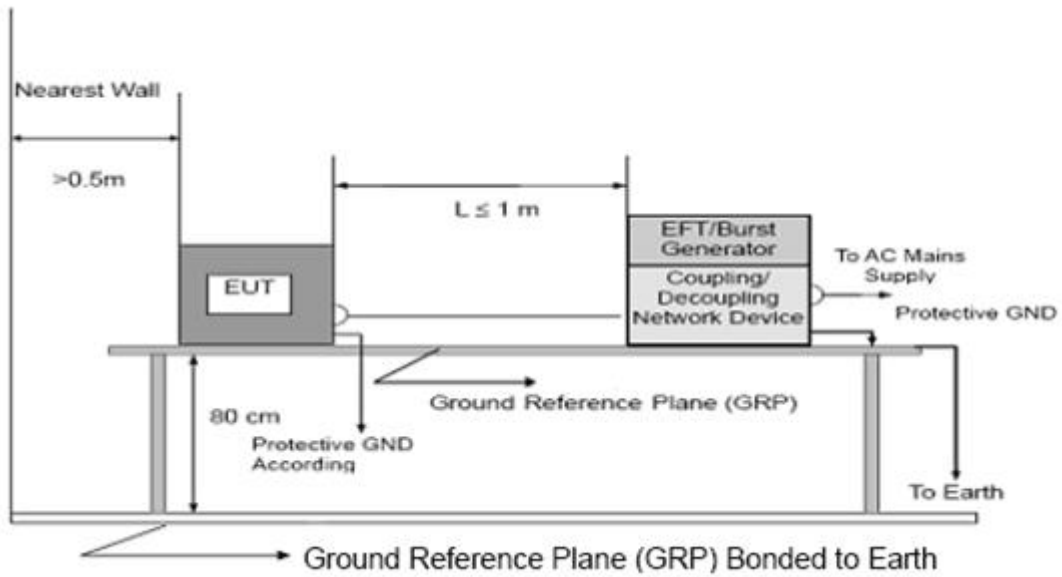 Nearest Wall
>0.5m
L ≤ 1 m
EFT/Burst
Generator
EUT
Coupling/
Decoupling
Network Device
To AC Mains
Supply
Protective GND
Ground Reference Plane (GRP)
80 cm
Protective GND
According
To Earth
Ground Reference Plane (GRP) Bonded to Earth